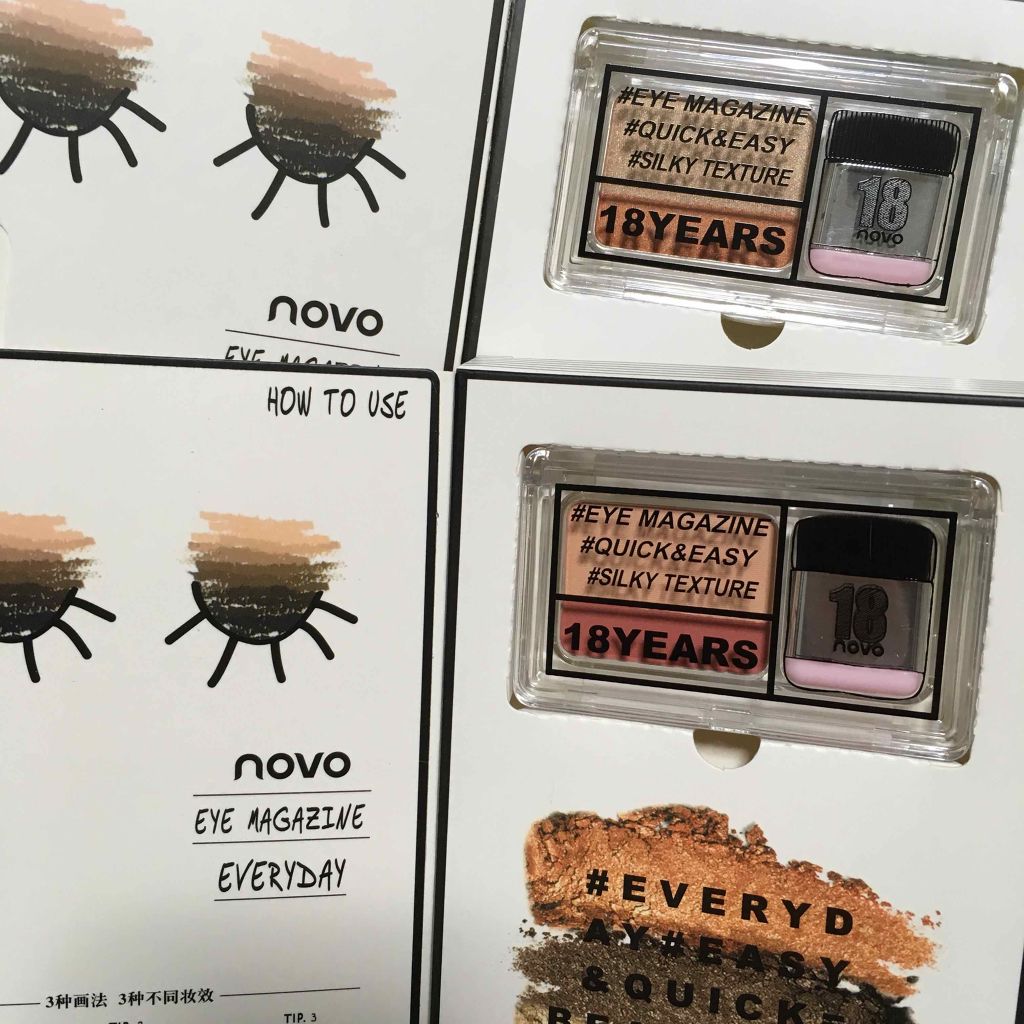 novo
EYE MAGAZINE
#EYE MAGAZINE
#QUICK&EASY
#SILKY TEXTURE
18YEARS
18
novo
HOW TO USE
novo
EYE MAGAZINE
EVERYDAY
3种画法 3种不同妆效
TIP. 3
#EYE MAGAZINE
#QUICK&EASY
#SILKY TEXTURE
18YEARS
18
novo
#EVERYD
AY#EASY
&QUICK=